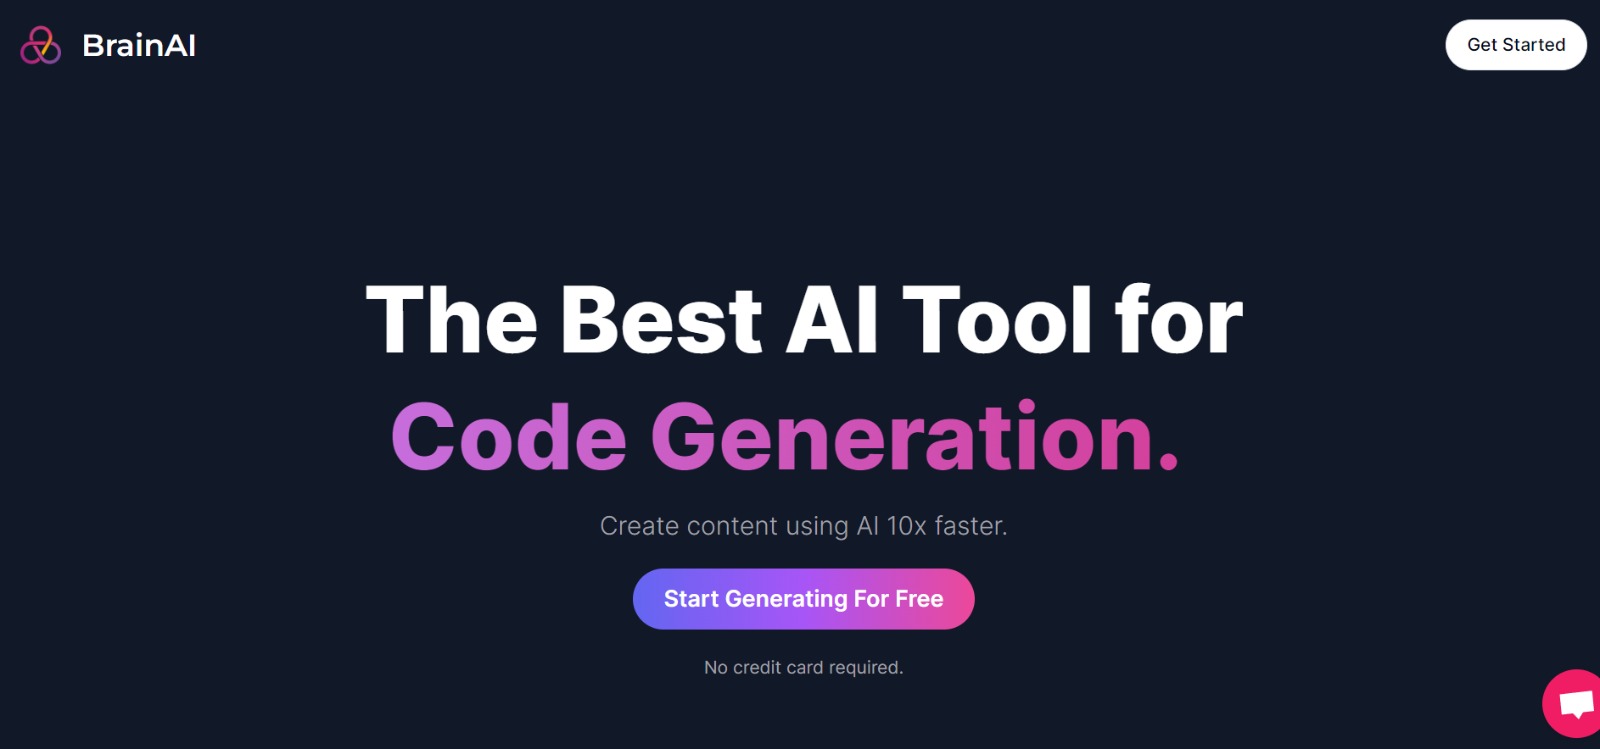 BrainAI
Get Started
The Best AI Tool for
Code Generation.
Create content using AI 10x faster.
Start Generating For Free
No credit card required.